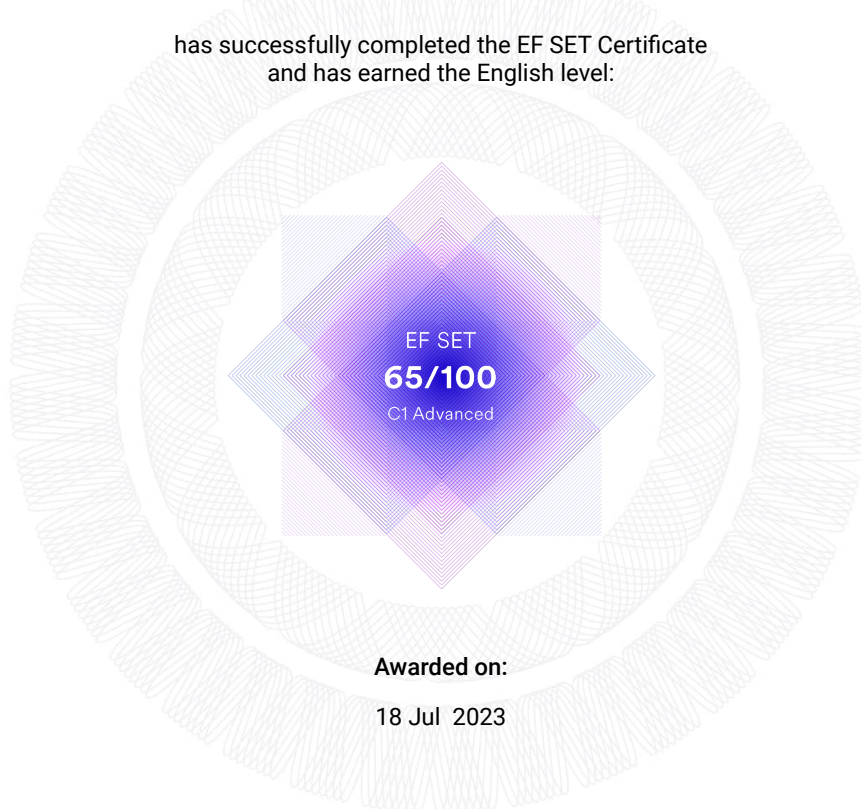 has successfully completed the EF SET Certificate
and has earned the English level:
EF SET
65/100
C1 Advanced
Awarded on:
18 Jul 2023